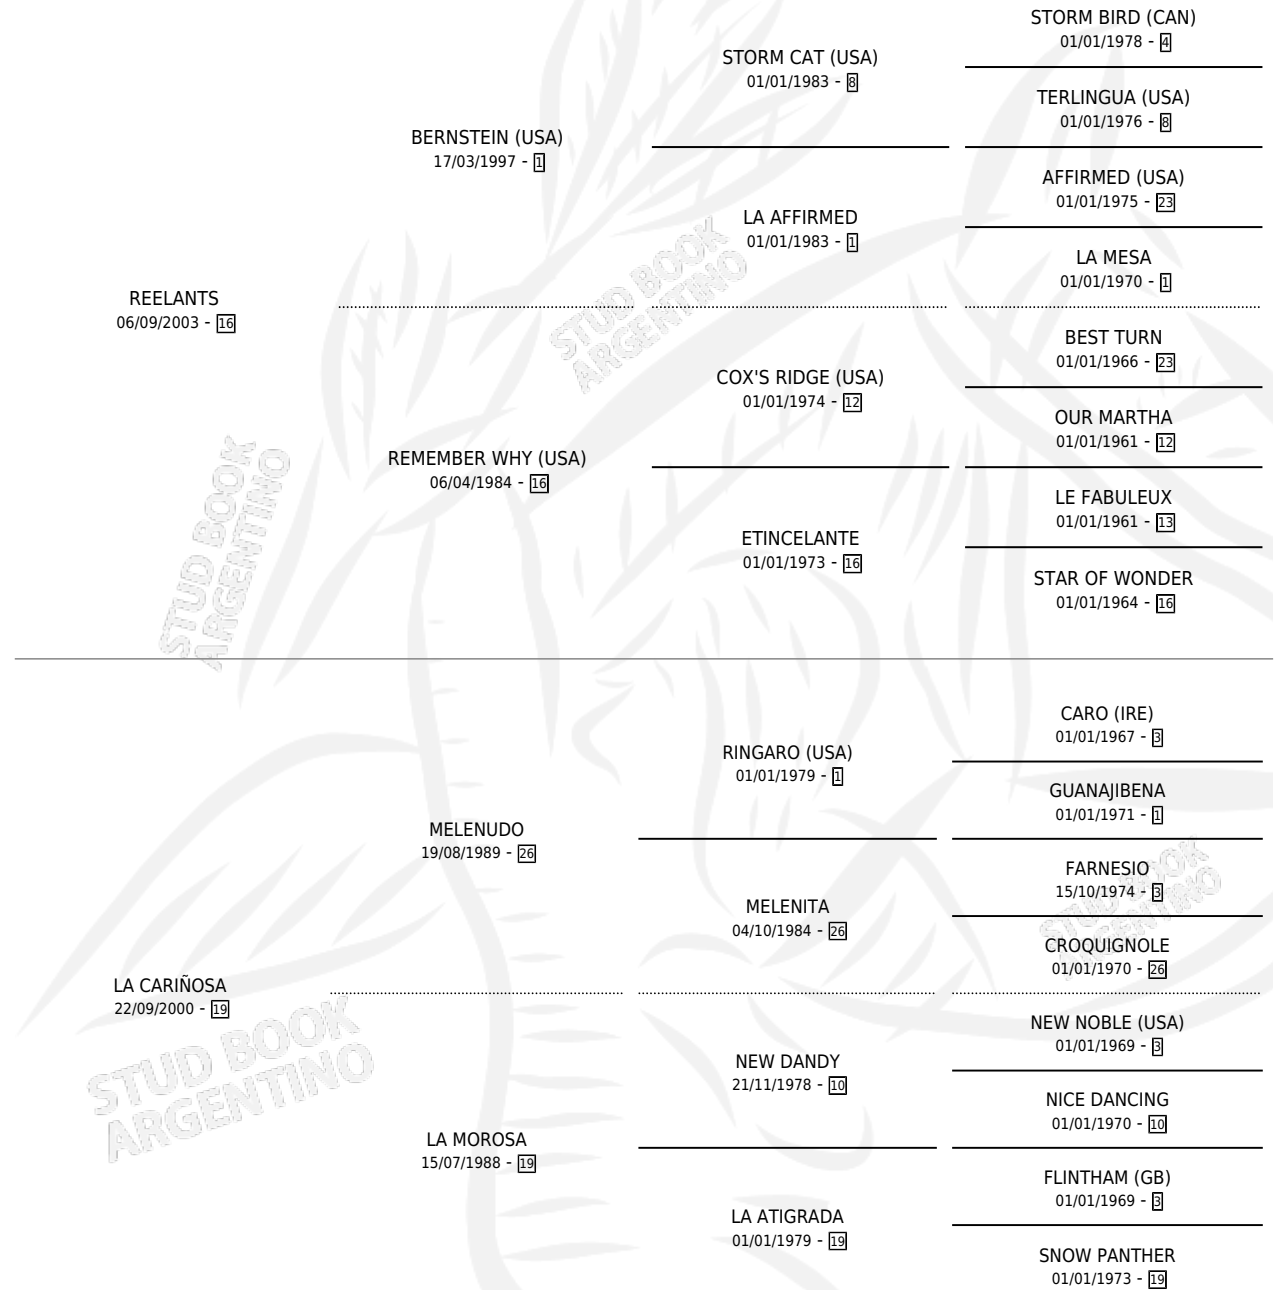 STORM BIRD (CAN)
01/01/1978 - 4
STORM CAT (USA)
01/01/1983 - 8
TERLINGUA (USA)
01/01/1976 - 8
BERNSTEIN (USA)
17/03/1997 - 1
AFFIRMED (USA)
01/01/1975 - 23
LA AFFIRMED
01/01/1983 - 1
LA MESA
01/01/1970 - 1
REELANTS
06/09/2003 - 16
BEST TURN
01/01/1966 - 23
COX'S RIDGE (USA)
01/01/1974 - 12
OUR MARTHA
01/01/1961 - 12
REMEMBER WHY (USA)
06/04/1984 - 16
LE FABULEUX
01/01/1961 - 13
ETINCELANTE
01/01/1973 - 16
STAR OF WONDER
01/01/1964 - 16
STUD BOOK
ARGENTINO
STUD BOOK
ARGENTINO
CARO (IRE)
01/01/1967 - 3
RINGARO (USA)
01/01/1979 - 1
GUANAJIBENA
01/01/1971 - 1
MELENUDO
19/08/1989 - 26
FARNESIO
15/10/1974 - 3
MELENITA
04/10/1984 - 26
CROQUIGNOLE
01/01/1970 - 26
LA CARIÑOSA
22/09/2000 - 19
NEW NOBLE (USA)
01/01/1969 - 3
NEW DANDY
21/11/1978 - 10
NICE DANCING
01/01/1970 - 10
LA MOROSA
15/07/1988 - 19
FLINTHAM (GB)
01/01/1969 - 3
LA ATIGRADA
01/01/1979 - 19
SNOW PANTHER
01/01/1973 - 19
STUD BOOK
ARGENTINO
STUD BOOK
ARGENTINO